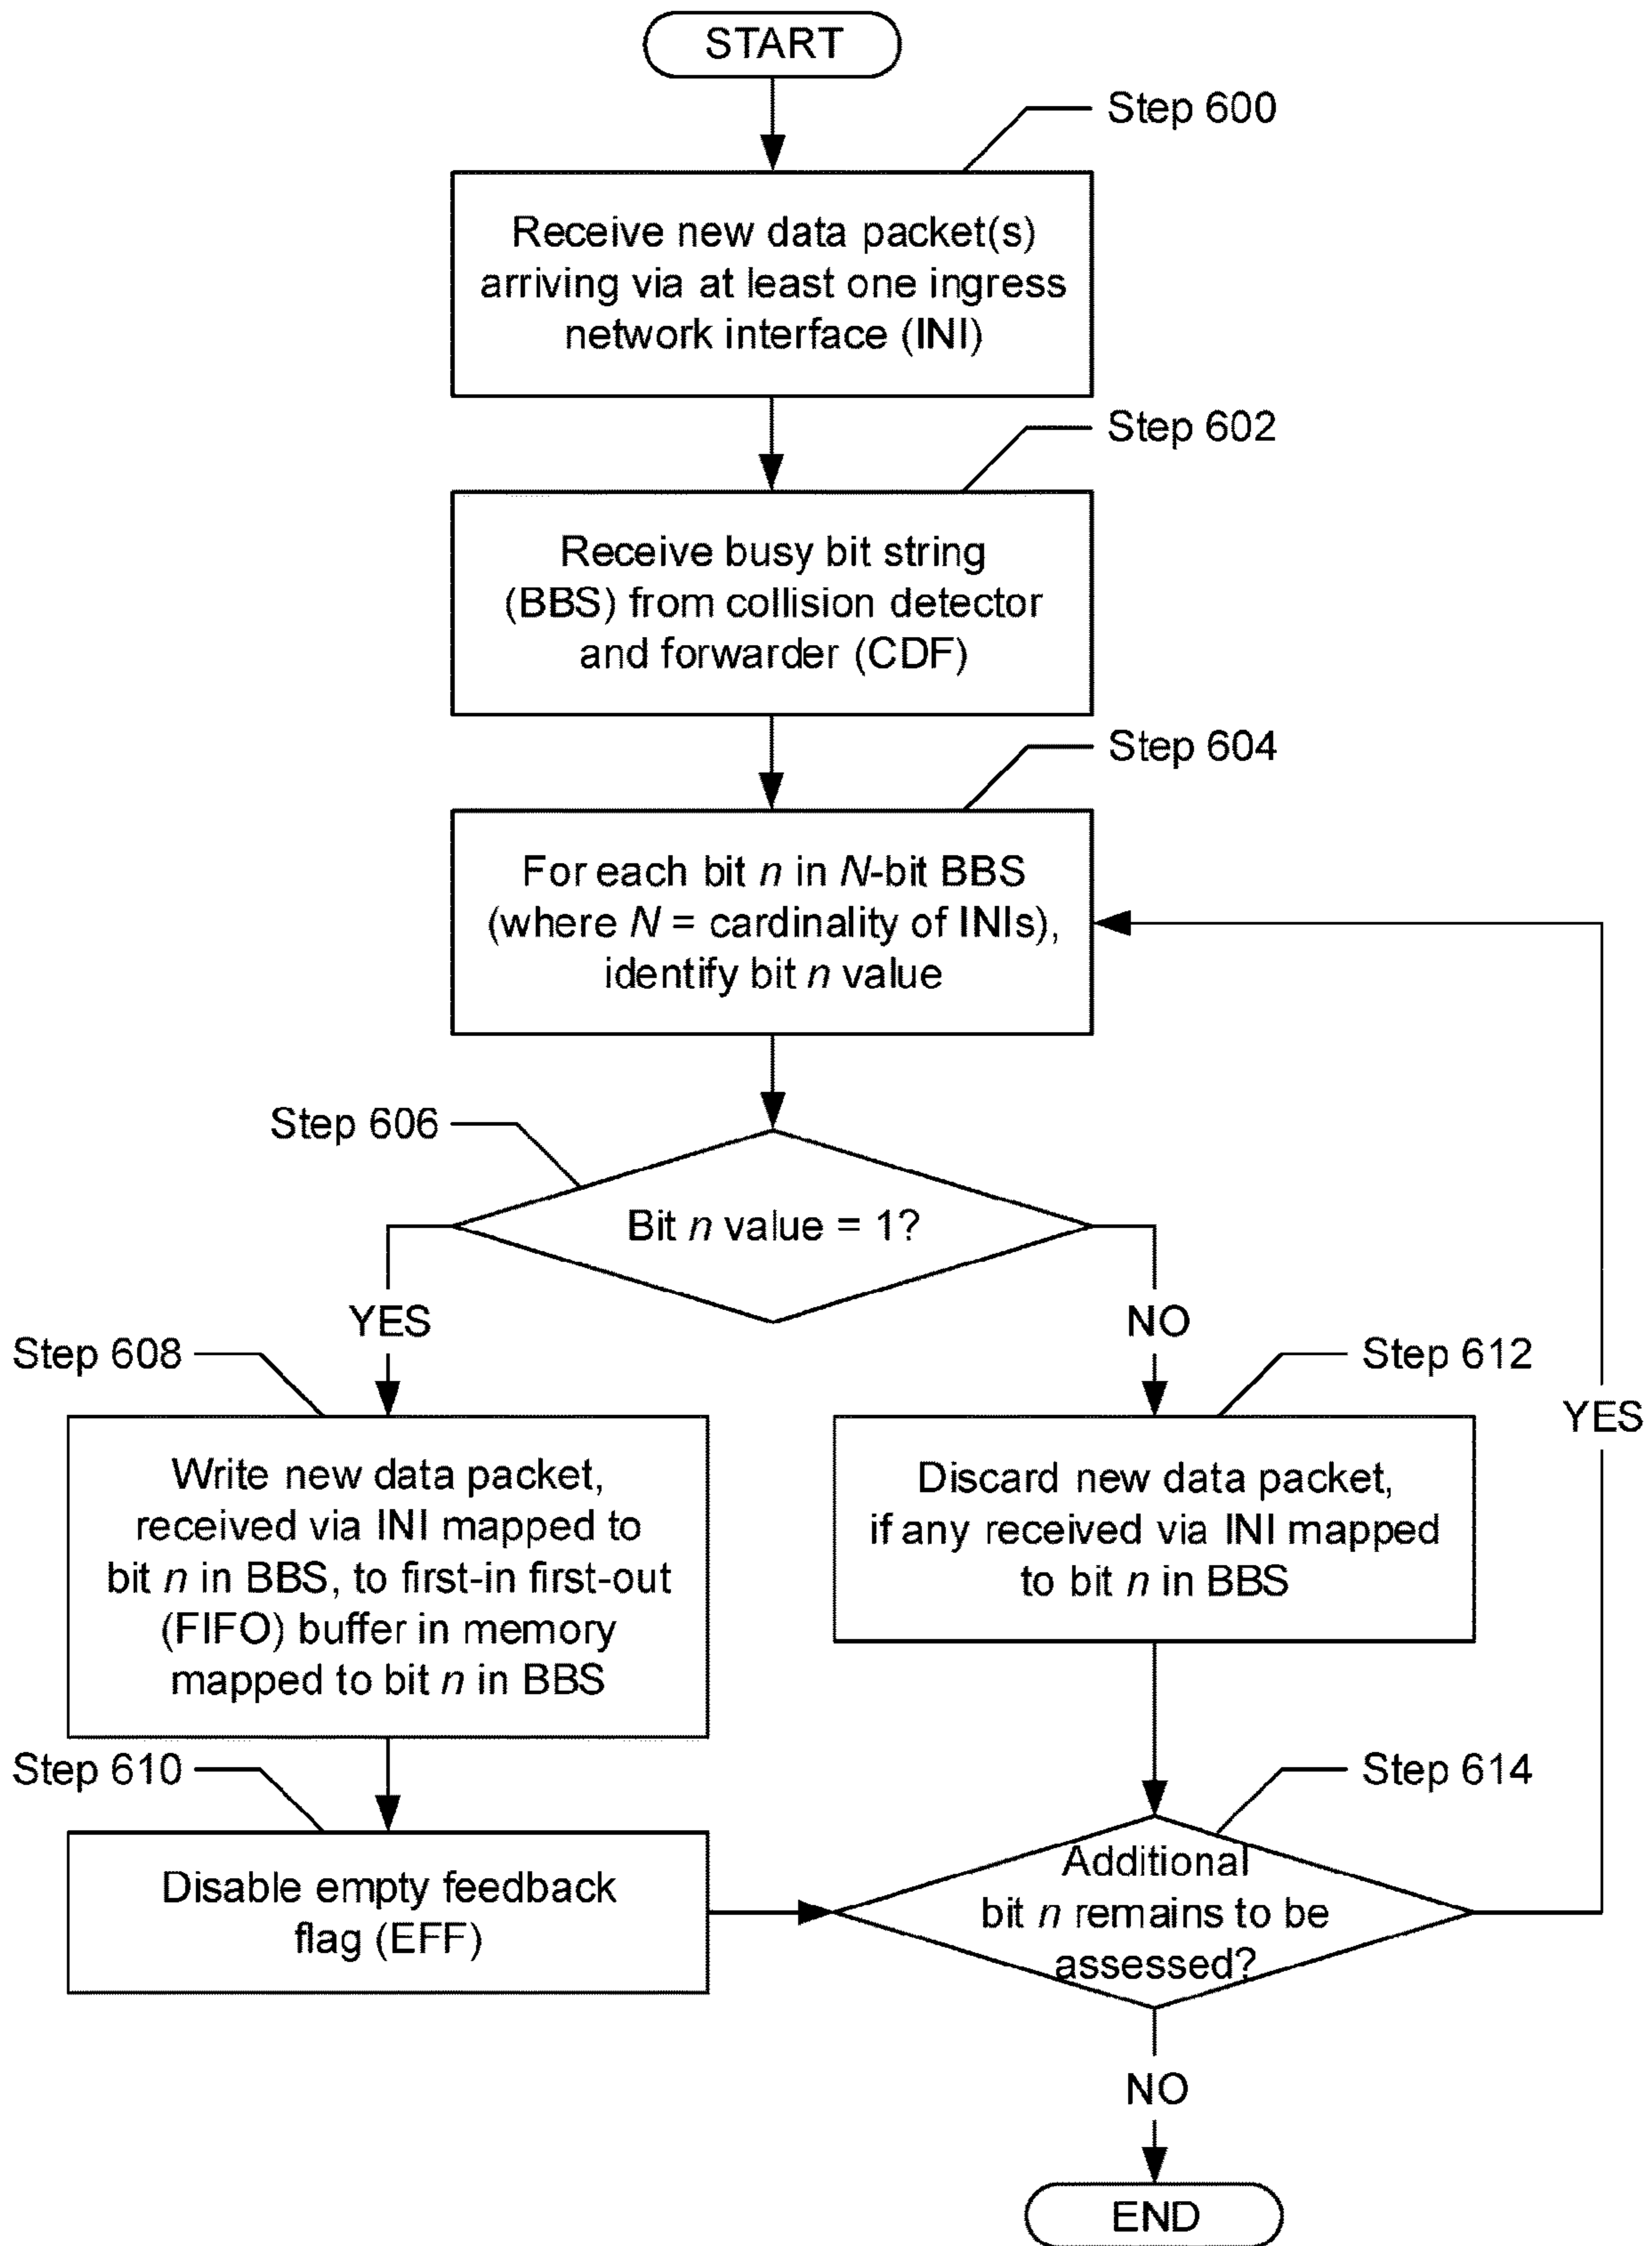 START
Step 600
Receive new data packet(s)
arriving via at least one ingress
network interface (INI)
Step 602
Receive busy bit string
(BBS) from collision detector
and forwarder (CDF)
Step 604
For each bit n in N-bit BBS
(where N = cardinality of INIs),
identify bit n value
Step 606
Bit n value = 1?
YES
NO
Step 608
Step 612
YES
Write new data packet,
received via INI mapped to
bit n in BBS, to first-in first-out
(FIFO) buffer in memory
mapped to bit n in BBS
Discard new data packet,
if any received via INI mapped
to bit n in BBS
Step 610
Step 614
Disable empty feedback
flag (EFF)
Additional
bit n remains to be
assessed?
NO
END